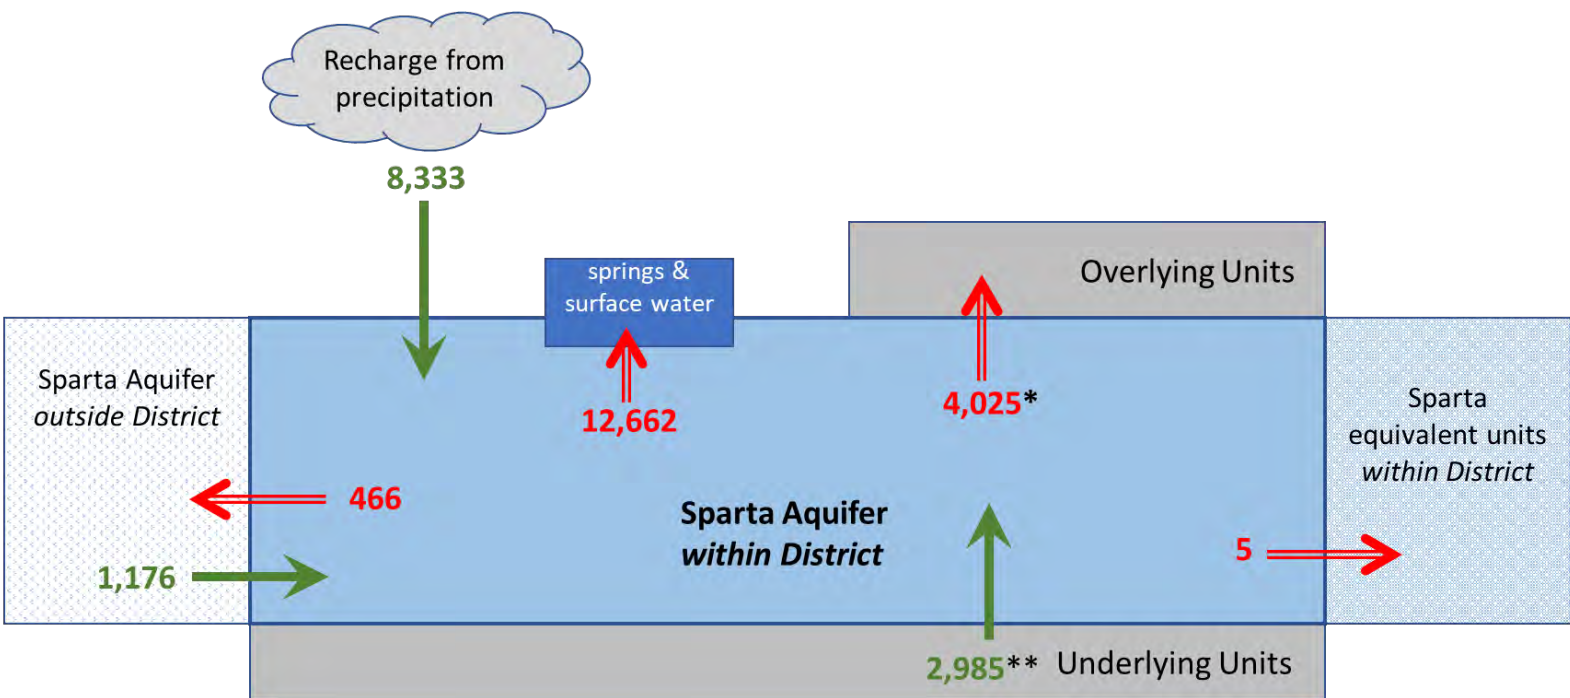 Recharge from
precipitation
8,333
springs &
surface water
Overlying Units
Sparta Aquifer
outside District
12,662
4,025*
Sparta
equivalent units
within District
466
Sparta Aquifer
within District
5
1,176
2,985**
Underlying Units